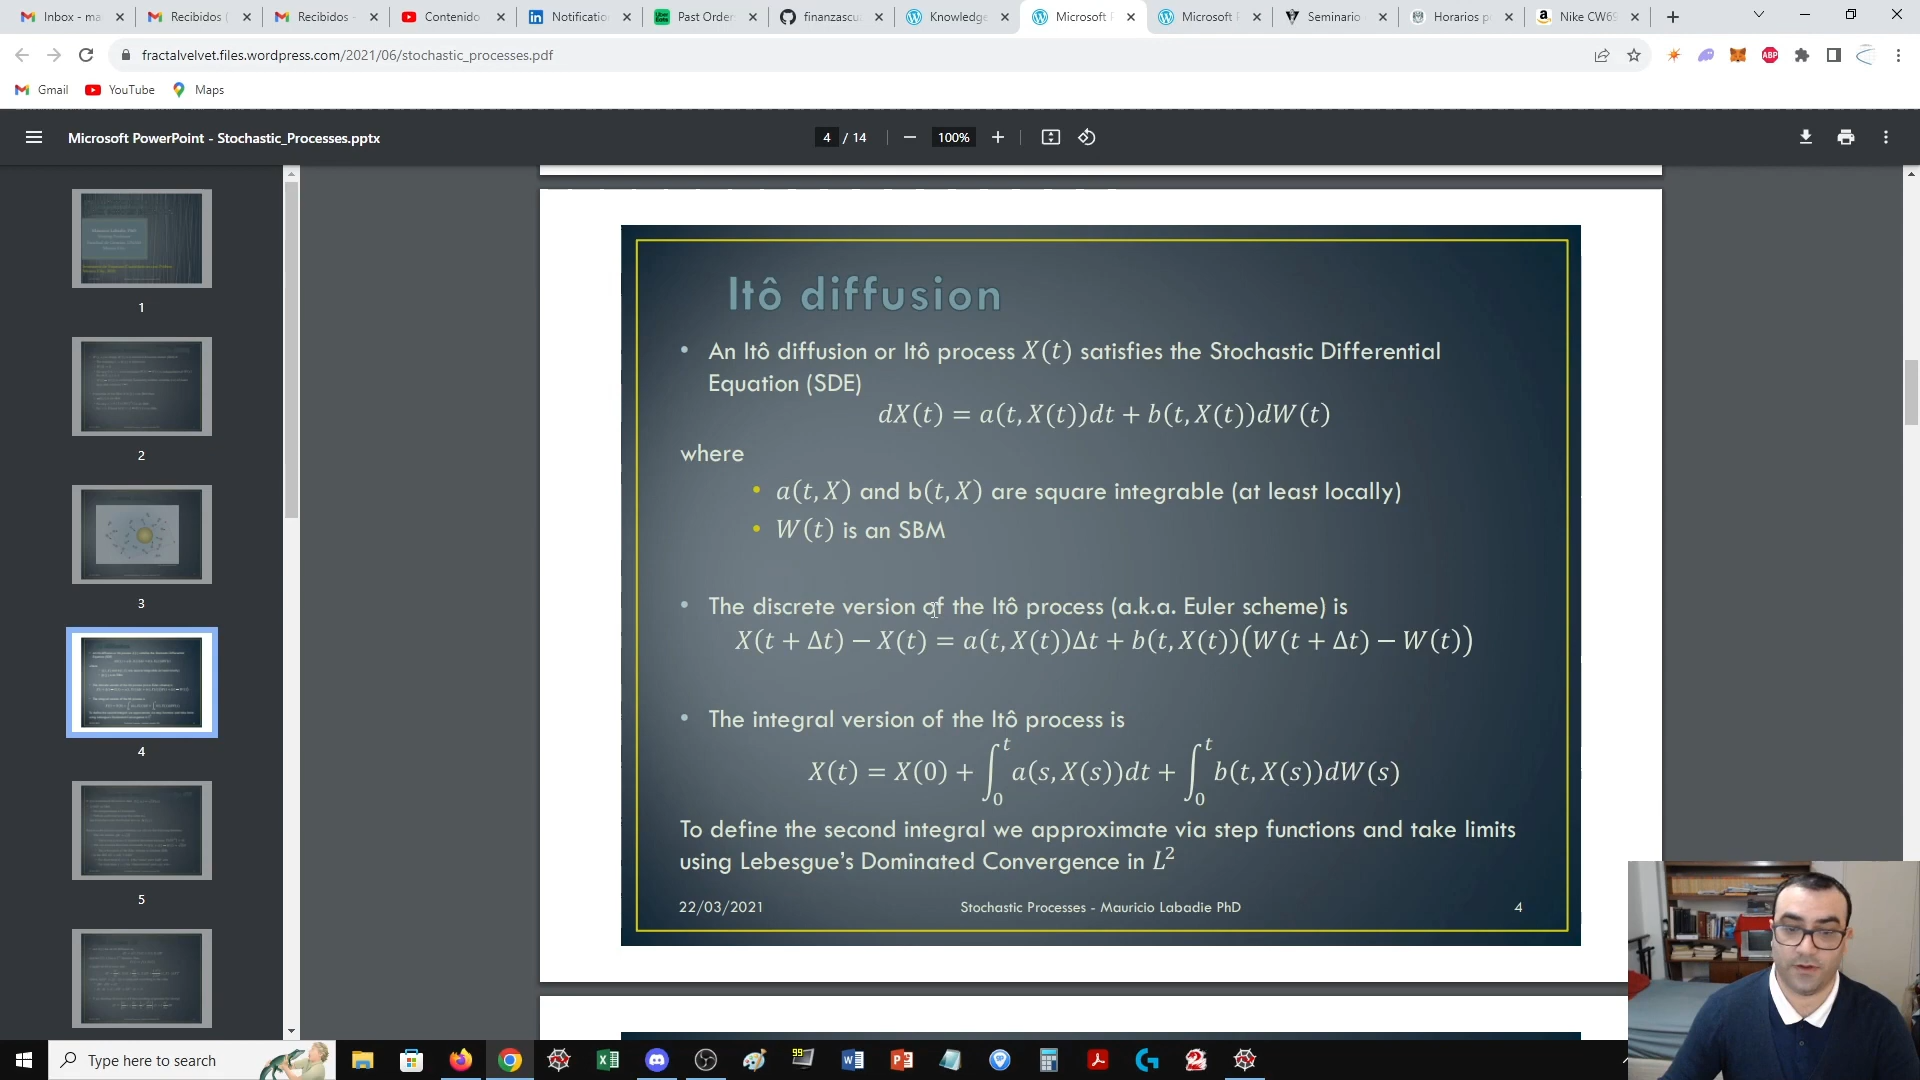 Inbox - ma
Recibidos (
Recibidos -
Contenido
Notificatio
Past Order
finanzascu
Knowledge
Microsoft P
Microsoft P
Seminario
Horarios p
Nike CW69
fractalvelvet.files.wordpress.com/2021/06/stochastic_processes.pdf
Gmail YouTube Maps
Microsoft PowerPoint - Stochastic_Processes.pptx
4 / 14
100%
1
2
3
4
5
Itô diffusion
• An Itô diffusion or Itô process X(t) satisfies the Stochastic Differential
Equation (SDE)
dX(t) = a(t, X(t))dt + b(t, X(t))dW(t)
where
• a(t, X) and b(t, X) are square integrable (at least locally)
• W(t) is an SBM
• The discrete version of the Itô process (a.k.a. Euler scheme) is
X(t + Δt) − X(t) = a(t, X(t))Δt + b(t, X(t))(W(t + Δt) − W(t))
• The integral version of the Itô process is
X(t) = X(0) + ∫₀ᵗ a(s, X(s))dt + ∫₀ᵗ b(t, X(s))dW(s)
To define the second integral we approximate via step functions and take limits
using Lebesgue's Dominated Convergence in L²
22/03/2021
Stochastic Processes - Mauricio Labadie PhD
4
Type here to search